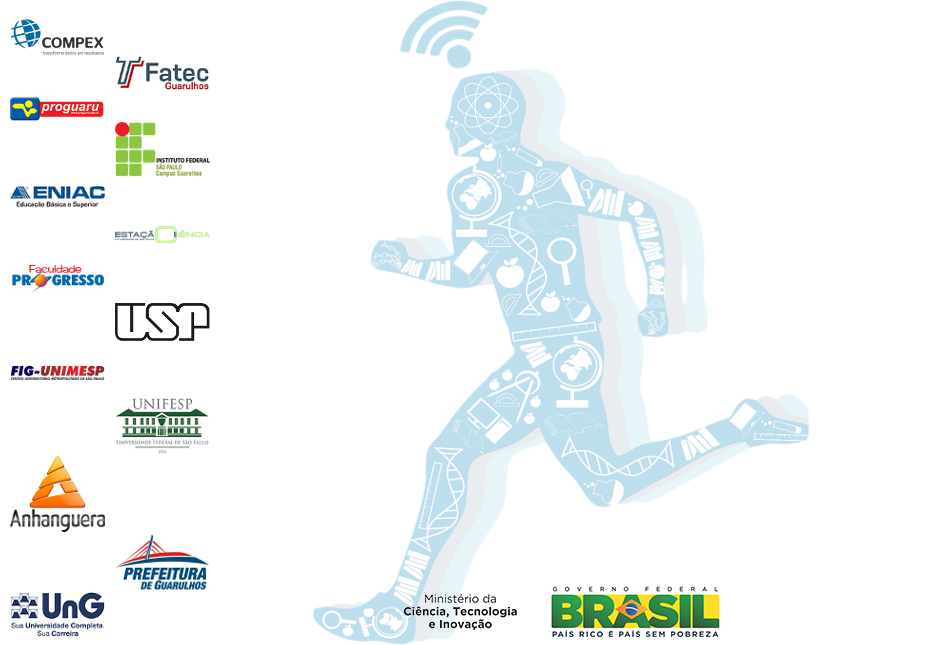 COMPEX
transforma dados em resultados
Fatec
Guarulhos
proguaru
INSTITUTO FEDERAL
SÃO PAULO
Campus Guarulhos
ENIAC
Educação Básica e Superior
ESTAÇÃ CIÊNCIA
Faculdade
PROGRESSO
USP
FIG-UNIMESP
CENTRO UNIVERSITÁRIO METROPOLITANO DE SÃO PAULO
UNIFESP
UNIVERSIDADE FEDERAL DE SÃO PAULO
Anhanguera
PREFEITURA
DE GUARULHOS
UnG
Sua Universidade Completa.
Sua Carreira
Ministério da
Ciência, Tecnologia
e Inovação
GOVERNO FEDERAL
BRASIL
PAÍS RICO É PAÍS SEM POBREZA